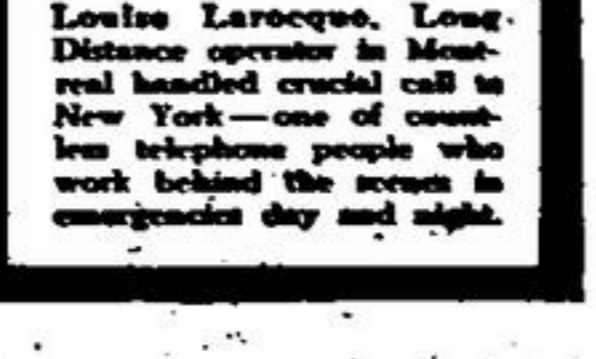 Louise Larocque, Long
Distance operator in Mont-
real handled crucial call to
New York—one of count-
less telephone people who
work behind the scenes in
emergencies day and night.